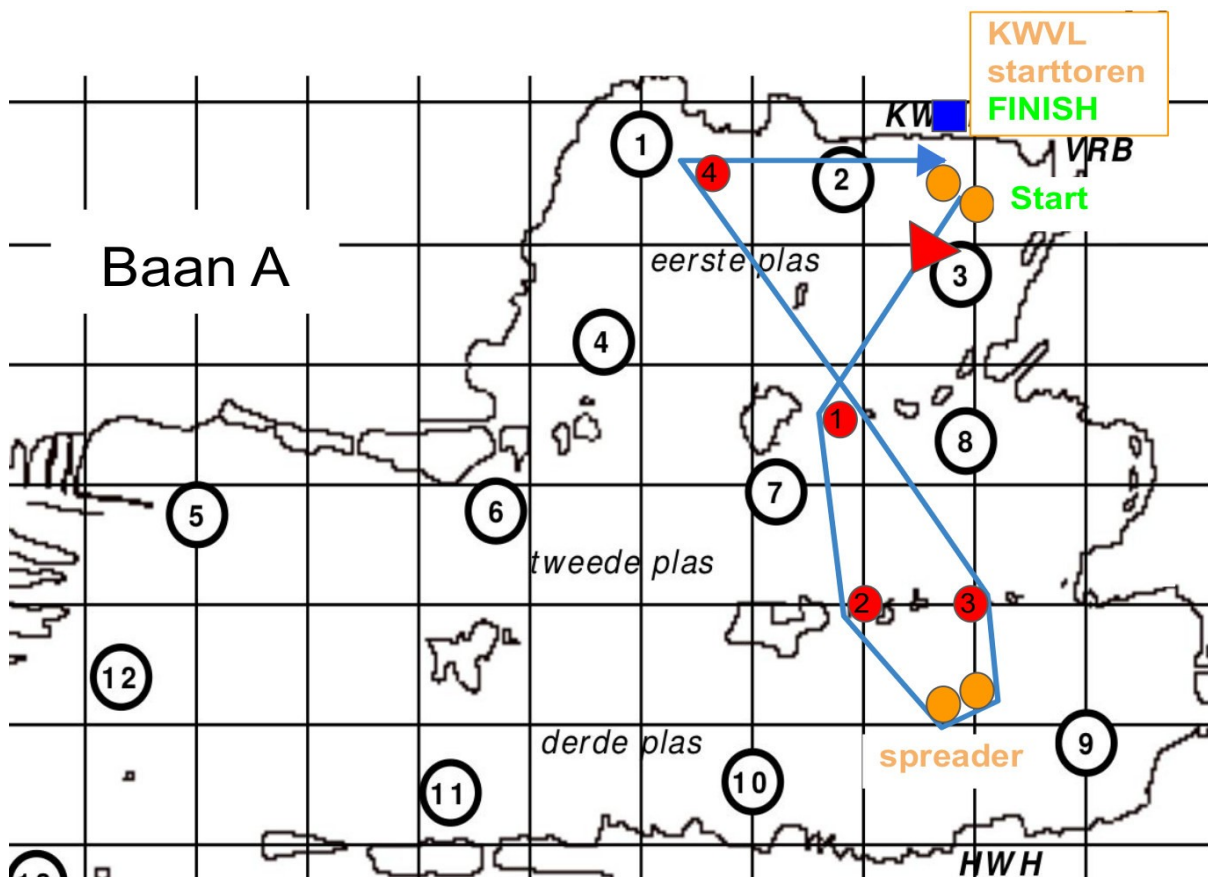 KWVL
starttoren
FINISH
KW
VRB
1
4
2
Start
3
Baan A
eerste plas
4
1
8
7
5
6
tweede plas
2
3
12
derde plas
spreader
9
10
11
HWH